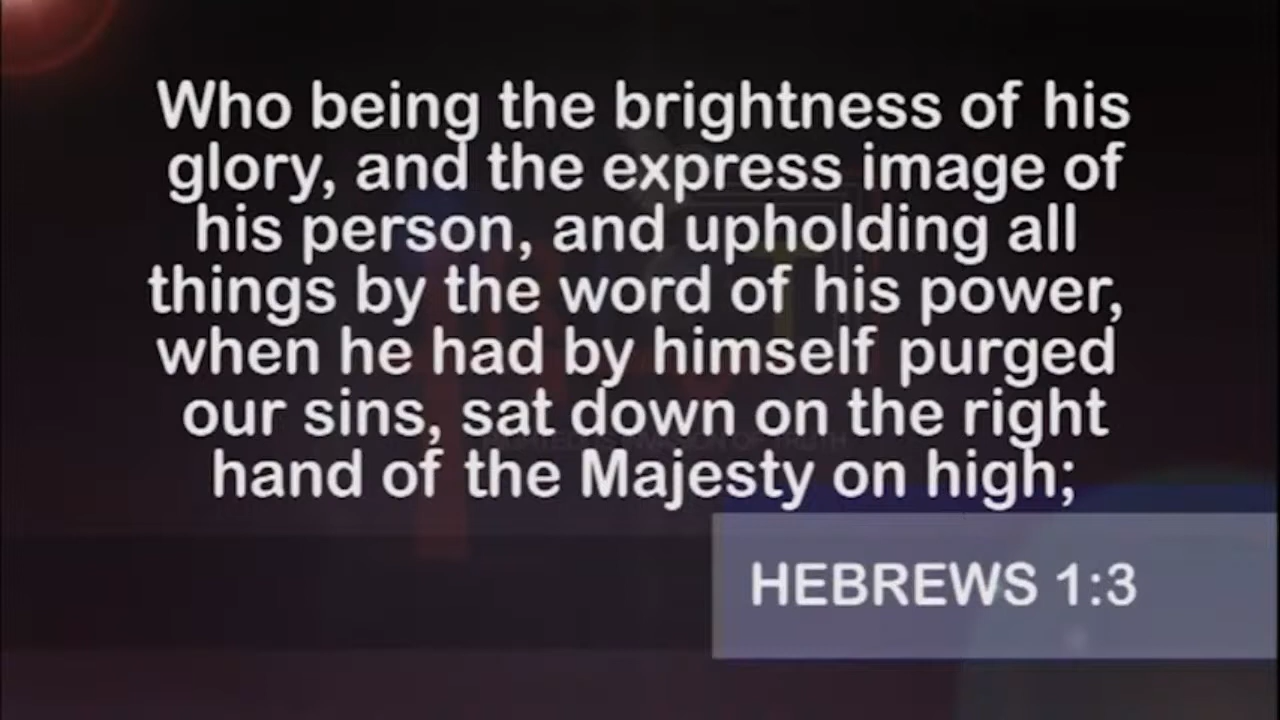 Who being the brightness of his
glory, and the express image of
his person, and upholding all
things by the word of his power,
when he had by himself purged
our sins, sat down on the right
hand of the Majesty on high;
HEBREWS 1:3